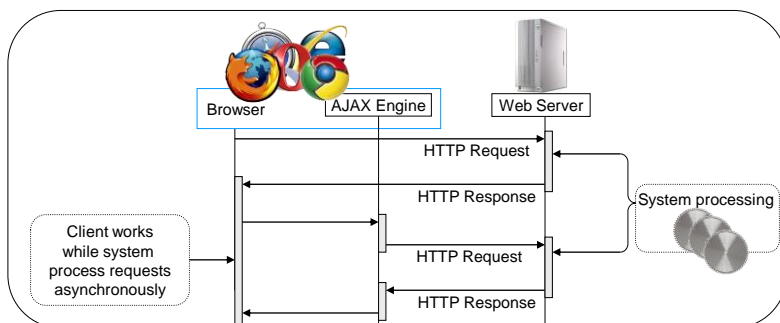 Browser
AJAX Engine
Web Server
HTTP Request
HTTP Response
System processing
Client works
while system
process requests
asynchronously
HTTP Request
HTTP Response